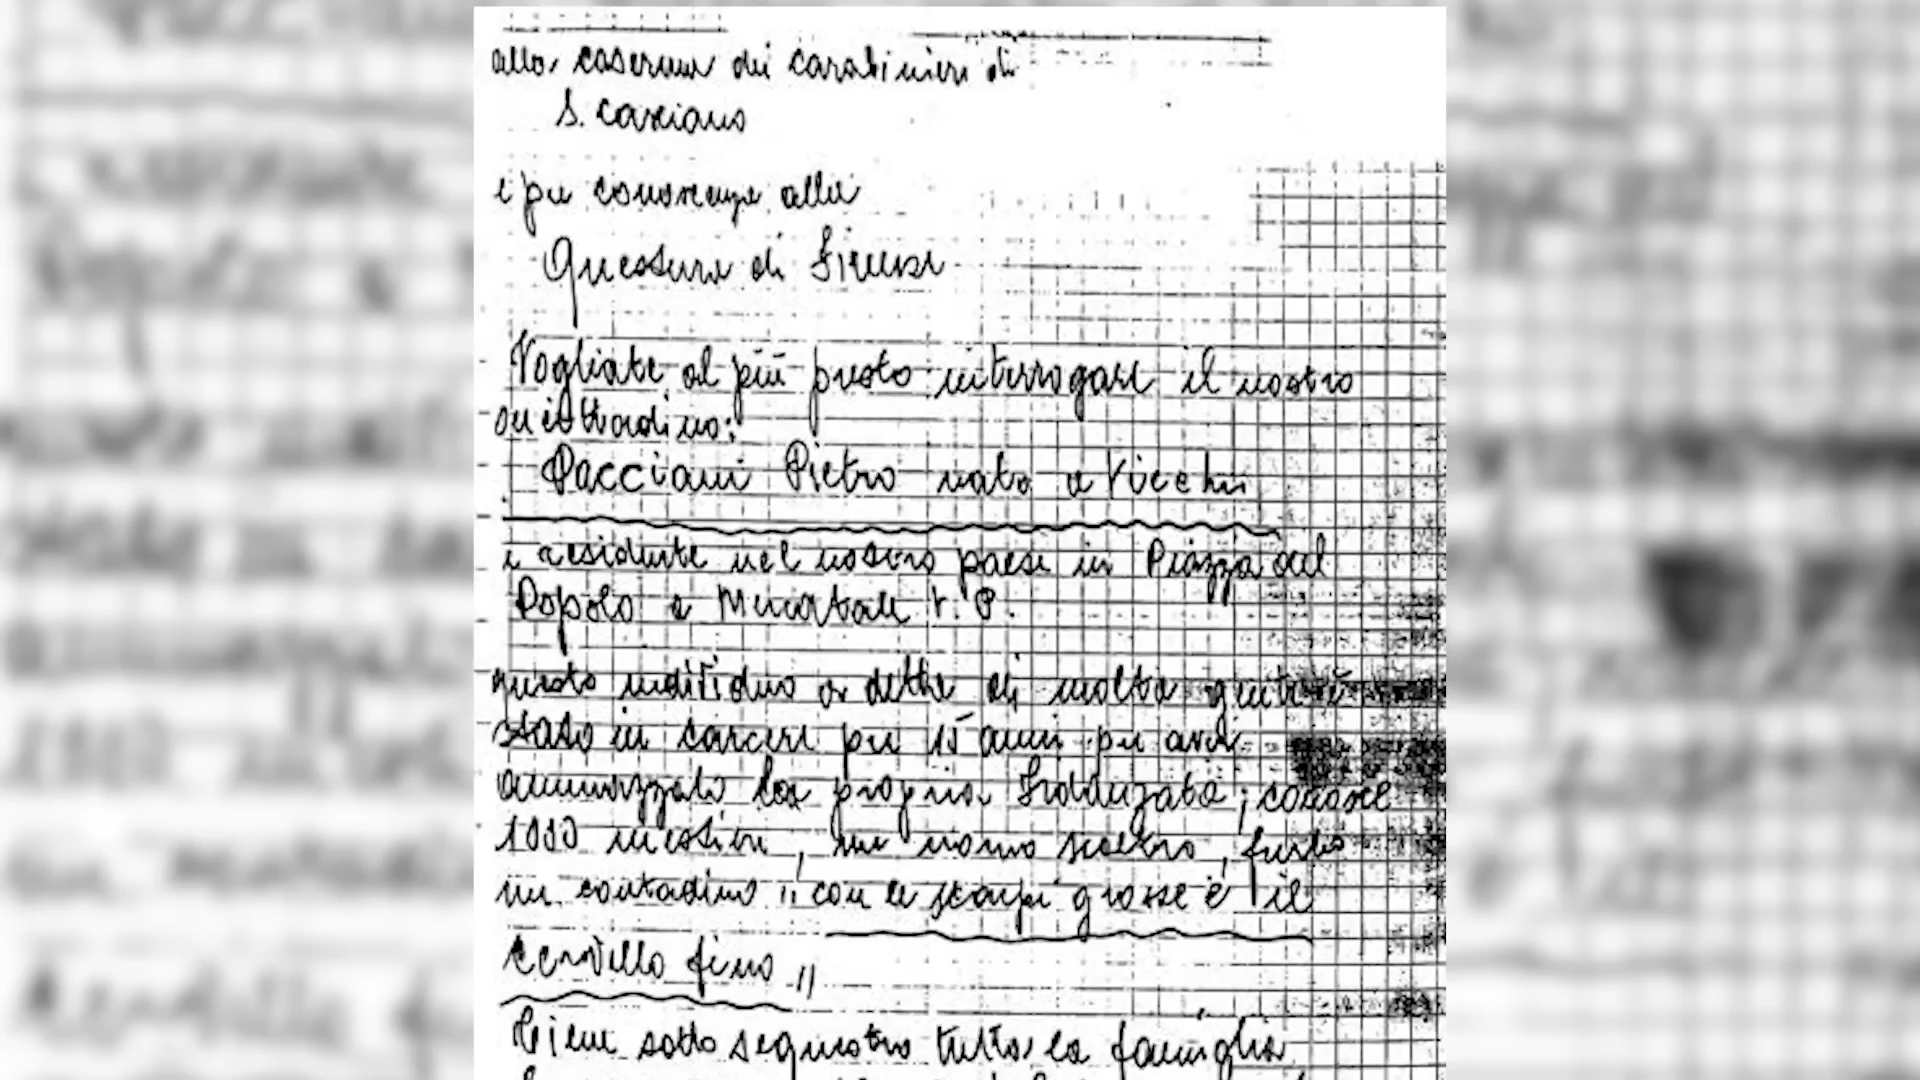 alla caserma dei carabinieri di
S. Casciano
e per conoscenza alla
Questura di Firenze
Vogliate al più presto interrogare il nostro
Pacciani Pietro nato a Vicchio
e residente nel nostro paese in Piazza del
Popolo a Mercatale V. P.
questo individuo a detta di molta gente è
stato in carcere per 15 anni per aver
ammazzato la propria fidanzata; conosce
1000 mestieri, un uomo scaltro, furbo
un contadino "con le scarpe grosse e il
cervello fino"
tiene sotto sequestro tutta la famiglia